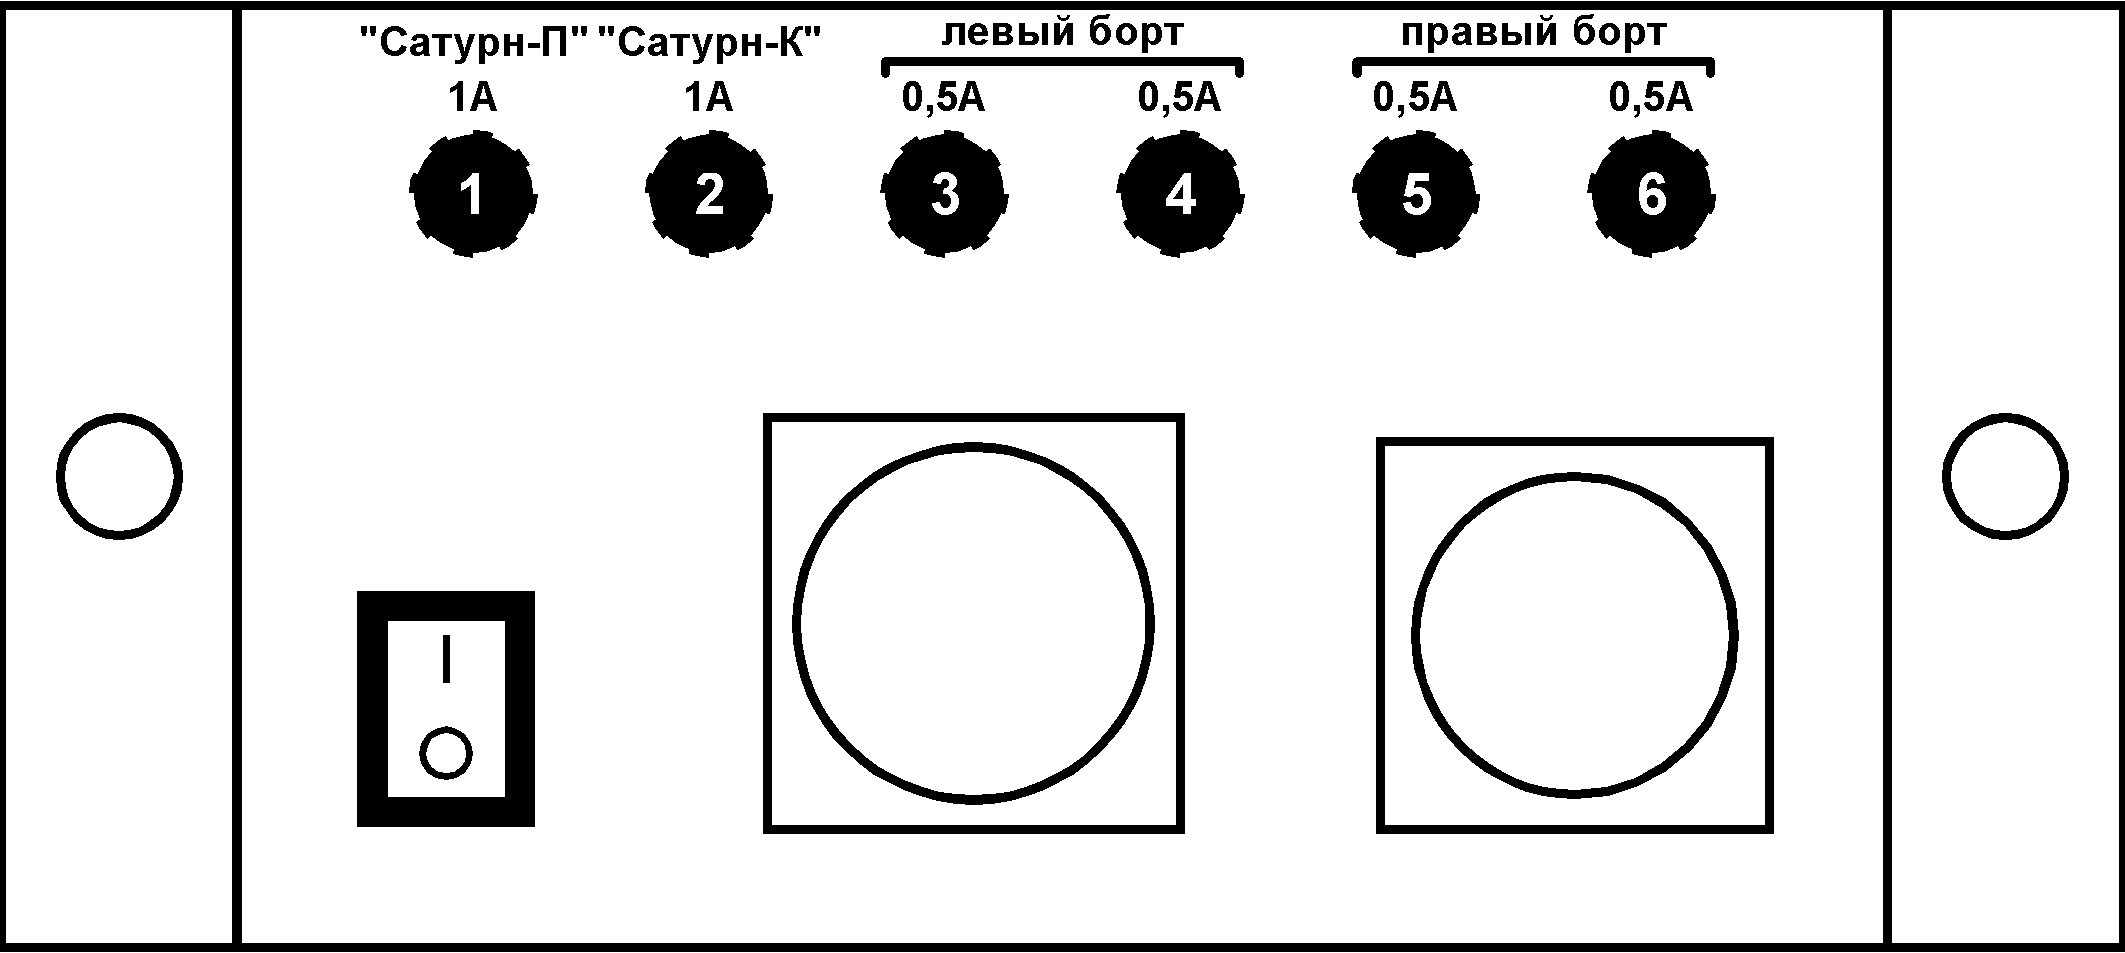 "Сатурн-П" "Сатурн-К" левый борт правый борт
1А 1А 0,5А 0,5А 0,5А 0,5А
1 2 3 4 5 6
I
O